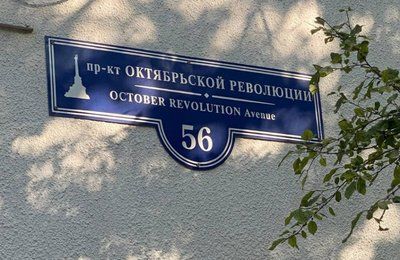 пр-кт ОКТЯБРЬСКОЙ РЕВОЛЮЦИИ
OCTOBER REVOLUTION Avenue
56